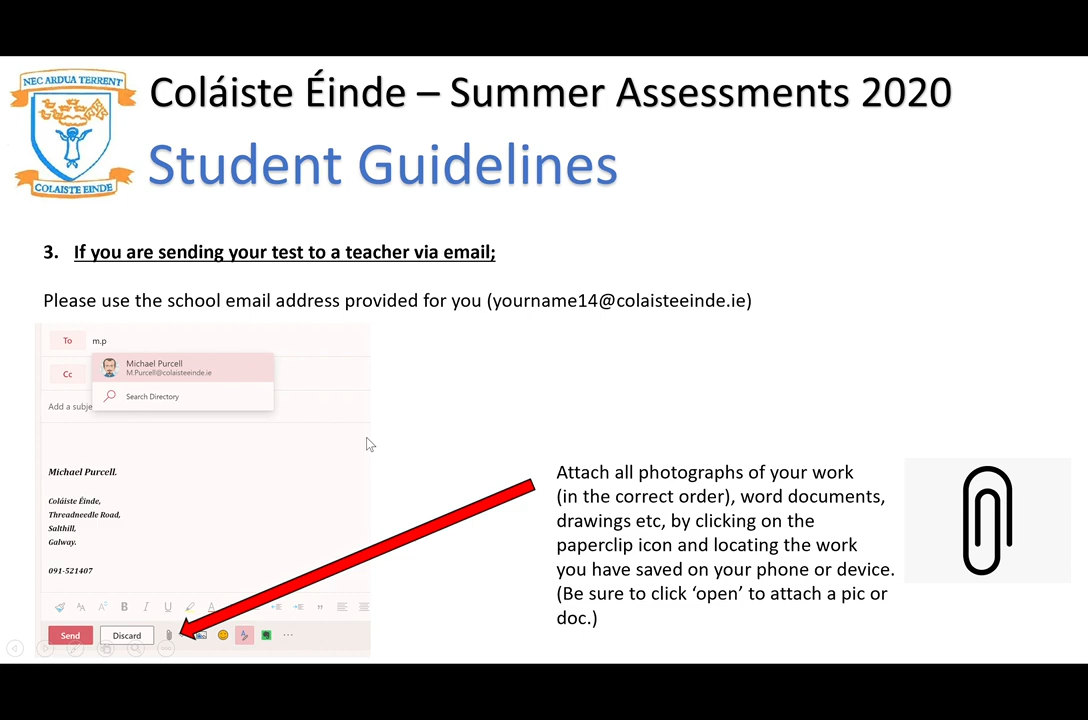 NEC ARDUA TERRENT
COLAISTE EINDE
Coláiste Éinde – Summer Assessments 2020
Student Guidelines
3. If you are sending your test to a teacher via email;
Please use the school email address provided for you (yourname14@colaisteeinde.ie)
To m.p
Michael Purcell
M.Purcell@colaisteeinde.ie
Cc
Search Directory
Add a subje
Michael Purcell.
Coláiste Éinde,
Threadneedle Road,
Salthill,
Galway.
091-521407
B I U A
Send Discard
Attach all photographs of your work
(in the correct order), word documents,
drawings etc, by clicking on the
paperclip icon and locating the work
you have saved on your phone or device.
(Be sure to click ‘open’ to attach a pic or
doc.)